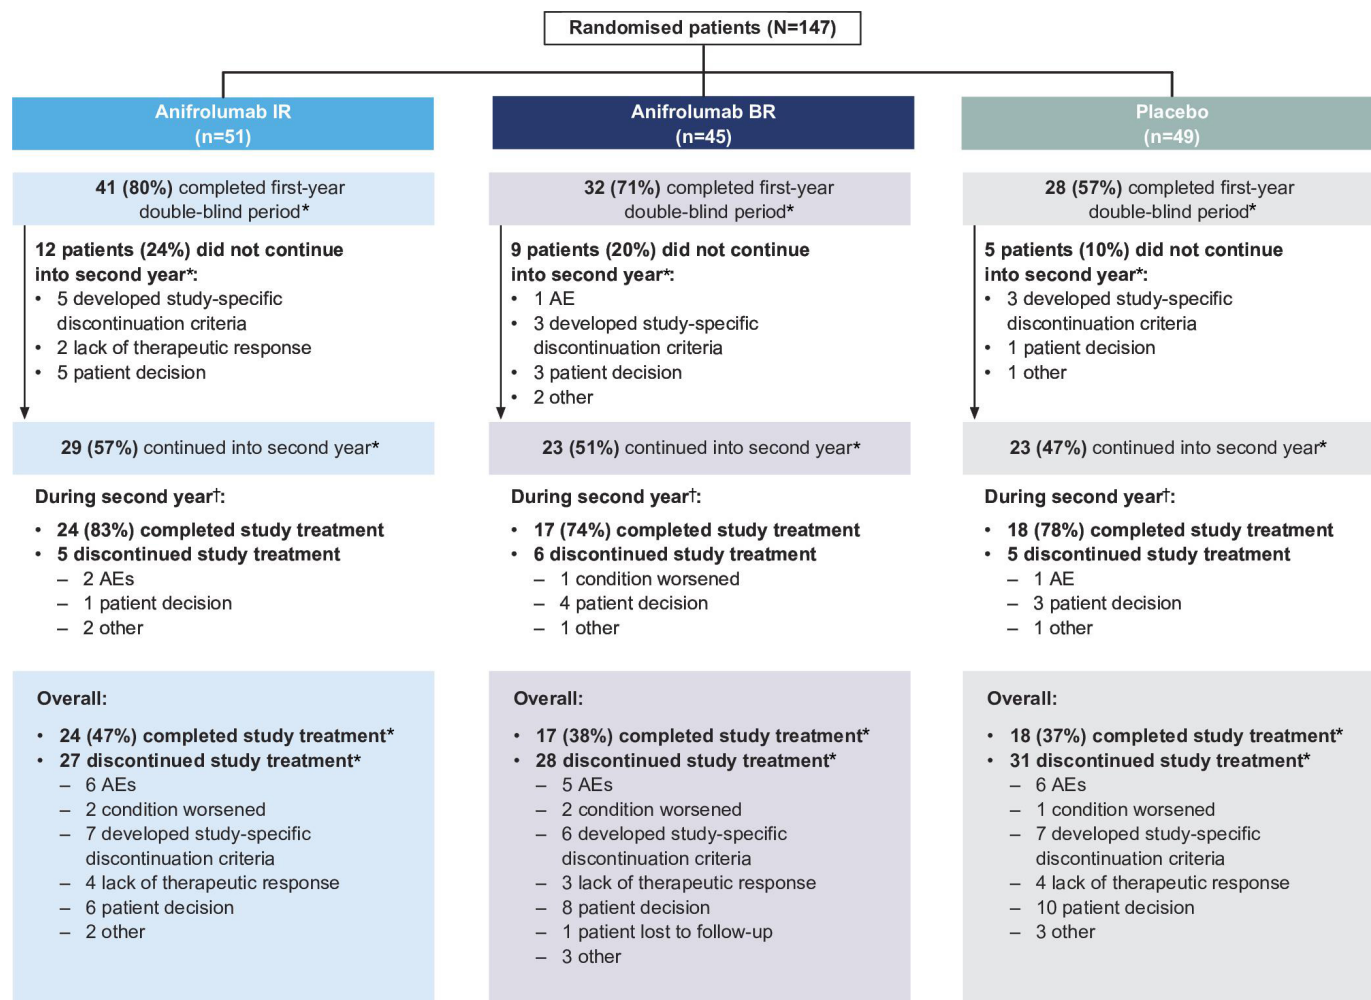 Randomised patients (N=147)
Anifrolumab IR
(n=51)
41 (80%) completed first-year
double-blind period*
12 patients (24%) did not continue
into second year*:
• 5 developed study-specific
discontinuation criteria
• 2 lack of therapeutic response
• 5 patient decision
29 (57%) continued into second year*
During second year†:
• 24 (83%) completed study treatment
• 5 discontinued study treatment
– 2 AEs
– 1 patient decision
– 2 other
Overall:
• 24 (47%) completed study treatment*
• 27 discontinued study treatment*
– 6 AEs
– 2 condition worsened
– 7 developed study-specific
discontinuation criteria
– 4 lack of therapeutic response
– 6 patient decision
– 2 other
Anifrolumab BR
(n=45)
32 (71%) completed first-year
double-blind period*
9 patients (20%) did not continue
into second year*:
• 1 AE
• 3 developed study-specific
discontinuation criteria
• 3 patient decision
• 2 other
23 (51%) continued into second year*
During second year†:
• 17 (74%) completed study treatment
• 6 discontinued study treatment
– 1 condition worsened
– 4 patient decision
– 1 other
Overall:
• 17 (38%) completed study treatment*
• 28 discontinued study treatment*
– 5 AEs
– 2 condition worsened
– 6 developed study-specific
discontinuation criteria
– 3 lack of therapeutic response
– 8 patient decision
– 1 patient lost to follow-up
– 3 other
Placebo
(n=49)
28 (57%) completed first-year
double-blind period*
5 patients (10%) did not continue
into second year*:
• 3 developed study-specific
discontinuation criteria
• 1 patient decision
• 1 other
23 (47%) continued into second year*
During second year†:
• 18 (78%) completed study treatment
• 5 discontinued study treatment
– 1 AE
– 3 patient decision
– 1 other
Overall:
• 18 (37%) completed study treatment*
• 31 discontinued study treatment*
– 6 AEs
– 1 condition worsened
– 7 developed study-specific
discontinuation criteria
– 4 lack of therapeutic response
– 10 patient decision
– 3 other